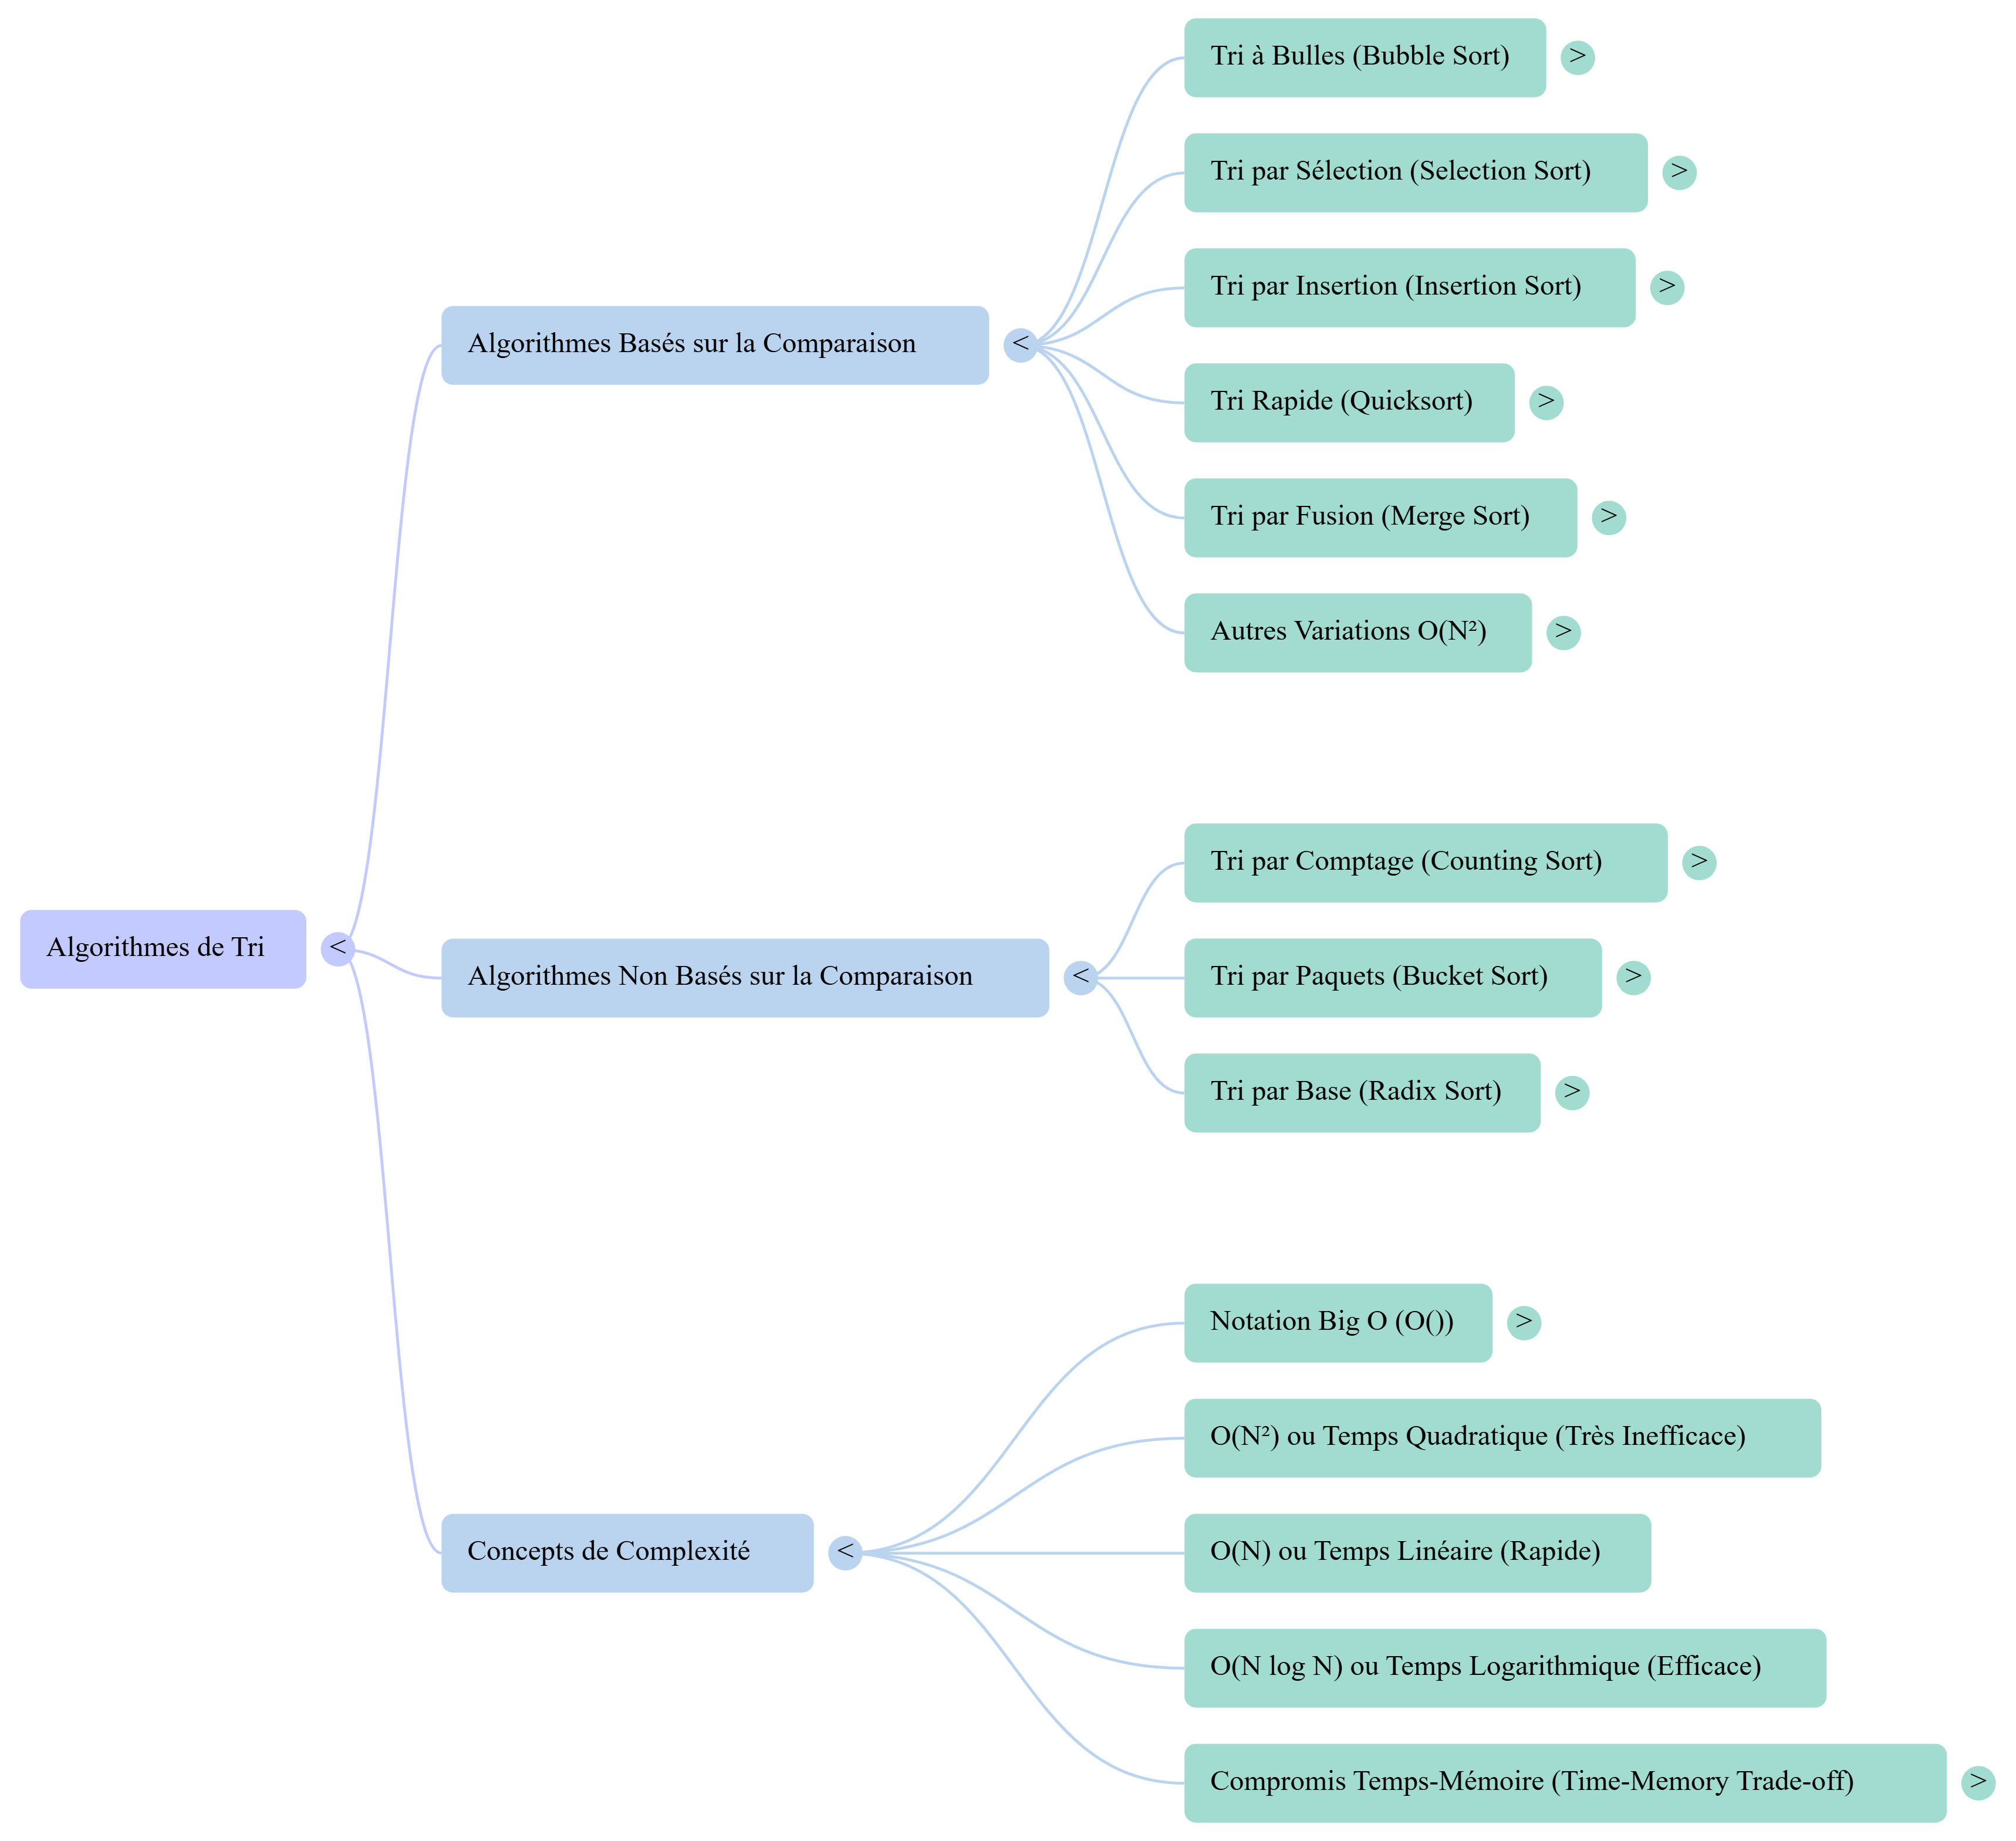 Algorithmes de Tri
<
Algorithmes Basés sur la Comparaison
<
Tri à Bulles (Bubble Sort)
>
Tri par Sélection (Selection Sort)
>
Tri par Insertion (Insertion Sort)
>
Tri Rapide (Quicksort)
>
Tri par Fusion (Merge Sort)
>
Autres Variations O(N²)
>
Algorithmes Non Basés sur la Comparaison
<
Tri par Comptage (Counting Sort)
>
Tri par Paquets (Bucket Sort)
>
Tri par Base (Radix Sort)
>
Concepts de Complexité
<
Notation Big O (O())
>
O(N²) ou Temps Quadratique (Très Inefficace)
O(N) ou Temps Linéaire (Rapide)
O(N log N) ou Temps Logarithmique (Efficace)
Compromis Temps-Mémoire (Time-Memory Trade-off)
>